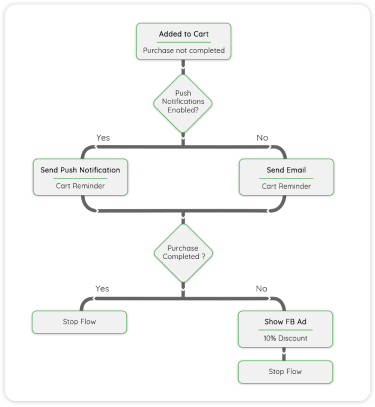 Added to Cart
Purchase not completed
Push
Notifications
Enabled?
Yes
No
Send Push Notification
Cart Reminder
Send Email
Cart Reminder
Purchase
Completed ?
Yes
No
Stop Flow
Show FB Ad
10% Discount
Stop Flow